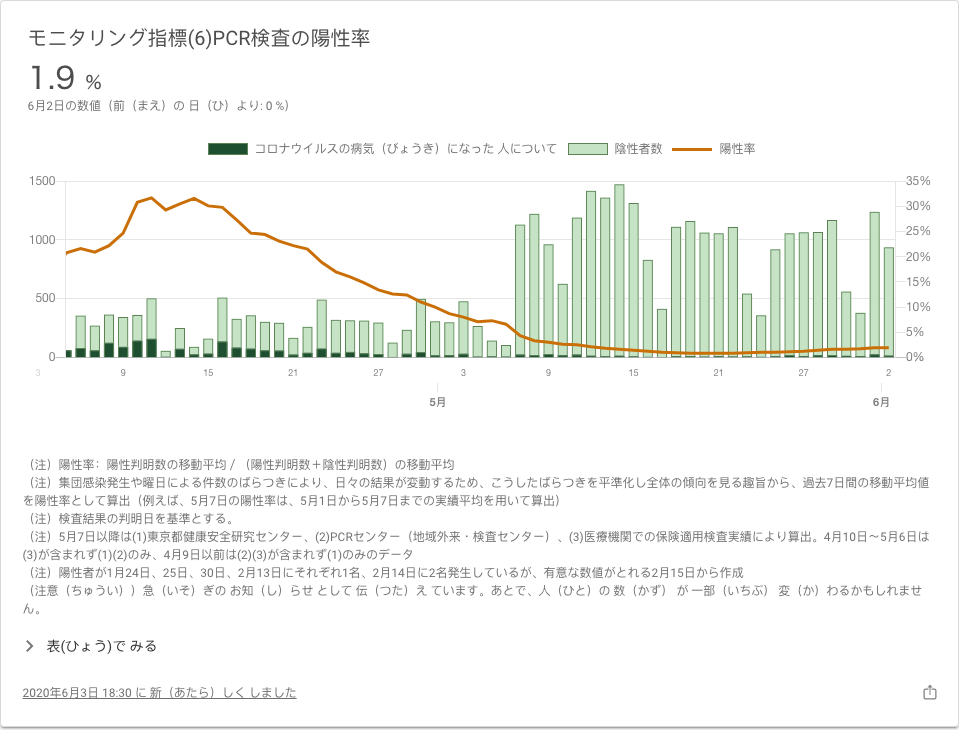 モニタリング指標(6)PCR検査の陽性率
1.9 %
6月2日の数値（前（まえ）の 日（ひ）より: 0 %）
コロナウイルスの病気（びょうき）になった 人について 陰性者数 陽性率
1500 35%
30%
1000 25%
20%
15%
500 10%
5%
0 0%
3 9 15 21 27 3 9 15 21 27 2
5月 6月
（注）陽性率：陽性判明数の移動平均 / （陽性判明数＋陰性判明数）の移動平均
（注）集団感染発生や曜日による件数のばらつきにより、日々の結果が変動するため、こうしたばらつきを平準化し全体の傾向を見る趣旨から、過去7日間の移動平均値
を陽性率として算出（例えば、5月7日の陽性率は、5月1日から5月7日までの実績平均を用いて算出）
（注）検査結果の判明日を基準とする。
（注）5月7日以降は(1)東京都健康安全研究センター、(2)PCRセンター（地域外来・検査センター）、(3)医療機関での保険適用検査実績により算出。4月10日～5月6日は
(3)が含まれず(1)(2)のみ、4月9日以前は(2)(3)が含まれず(1)のみのデータ
（注）陽性者が1月24日、25日、30日、2月13日にそれぞれ1名、2月14日に2名発生しているが、有意な数値がとれる2月15日から作成
（注意（ちゅうい））急（いそ）ぎの お知（し）らせ として 伝（つた）え ています。あとで、人（ひと）の 数（かず） が 一部（いちぶ） 変（か）わるかもしれませ
ん。
表(ひょう)で みる
2020年6月3日 18:30 に 新（あたら）しく しました